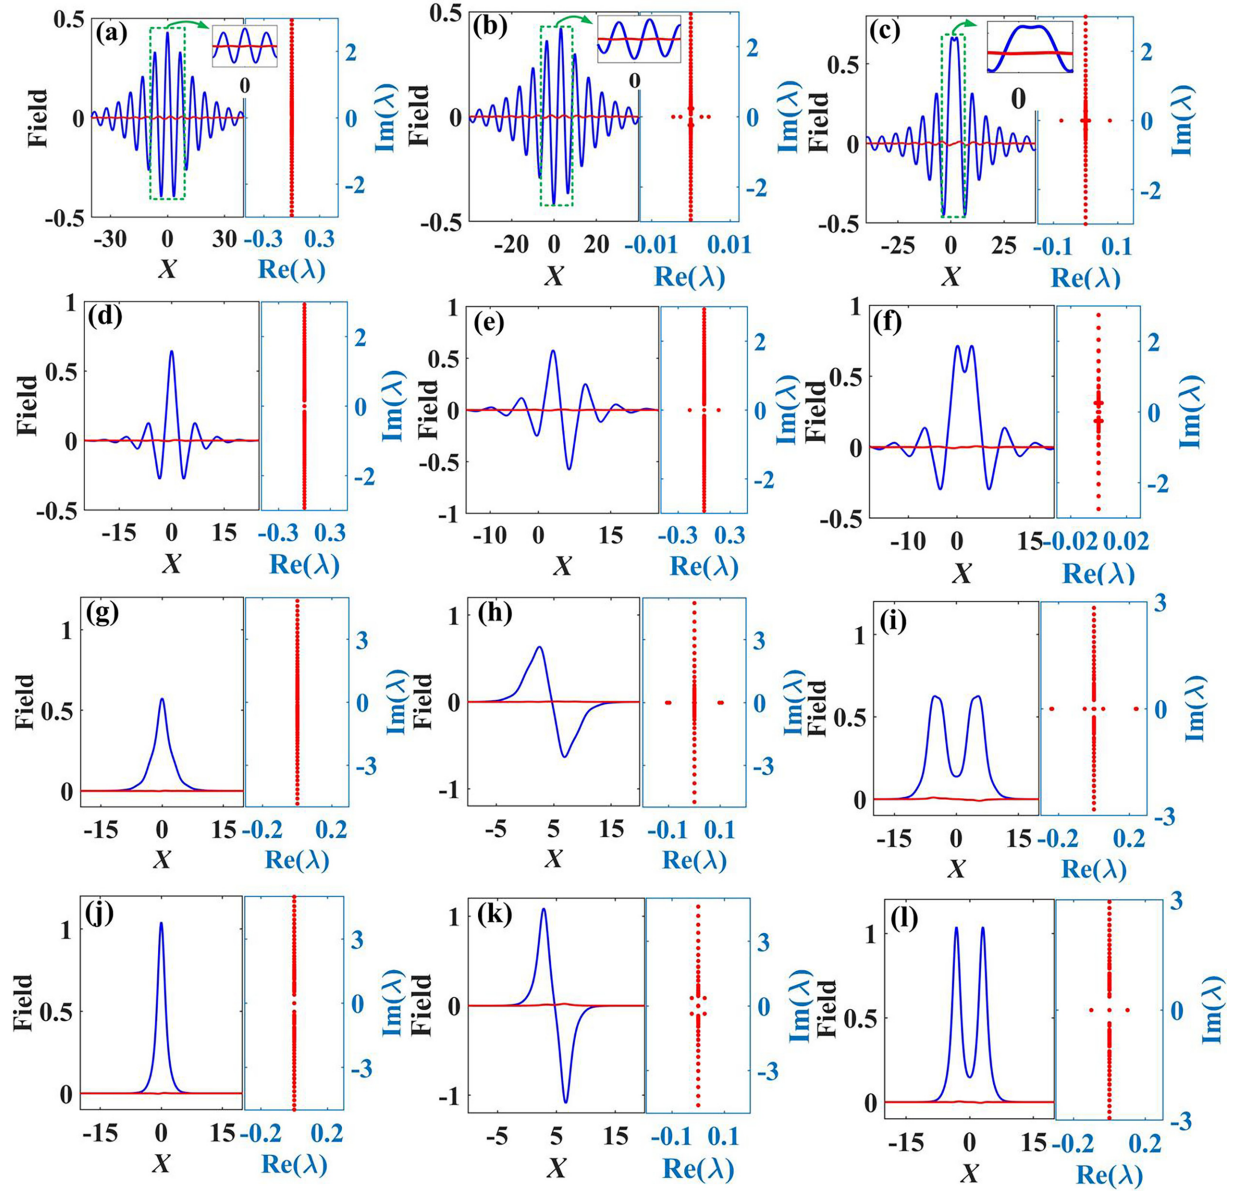 (a)
0.5
0
-0.5
Field
-30 0 30
X
0
2
0
-2
Im(λ)
-0.3 0.3
Re(λ)
(b)
0.5
0
-0.5
Field
-20 0 20
X
0
2
0
-2
Im(λ)
-0.01 0.01
Re(λ)
(c)
0.5
0
-0.5
Field
-25 0 25
X
0
2
0
-2
Im(λ)
-0.1 0.1
Re(λ)
(d)
1
0.5
0
-0.5
Field
-15 0 15
X
2
0
-2
Im(λ)
-0.3 0.3
Re(λ)
(e)
1
0.5
0
-0.5
-1
Field
-10 0 10
X
2
0
-2
Im(λ)
-0.3 0.3
Re(λ)
(f)
1
0.5
0
-0.5
Field
-10 0 15
X
2
0
-2
Im(λ)
-0.02 0.02
Re(λ)
(g)
1
0.5
0
Field
-15 0 15
X
3
0
-3
Im(λ)
-0.2 0.2
Re(λ)
(h)
1
0
-1
Field
-5 5 15
X
3
0
-3
Im(λ)
-0.1 0.1
Re(λ)
(i)
1
0.5
0
Field
-15 0 15
X
3
0
-3
Im(λ)
-0.2 0.2
Re(λ)
(j)
1
0.5
0
Field
-15 0 15
X
3
0
-3
Im(λ)
-0.2 0.2
Re(λ)
(k)
1
0
-1
Field
-5 5 15
X
3
0
-3
Im(λ)
-0.1 0.1
Re(λ)
(l)
1
0.5
0
Field
-15 0 15
X
3
0
-3
Im(λ)
-0.2 0.2
Re(λ)